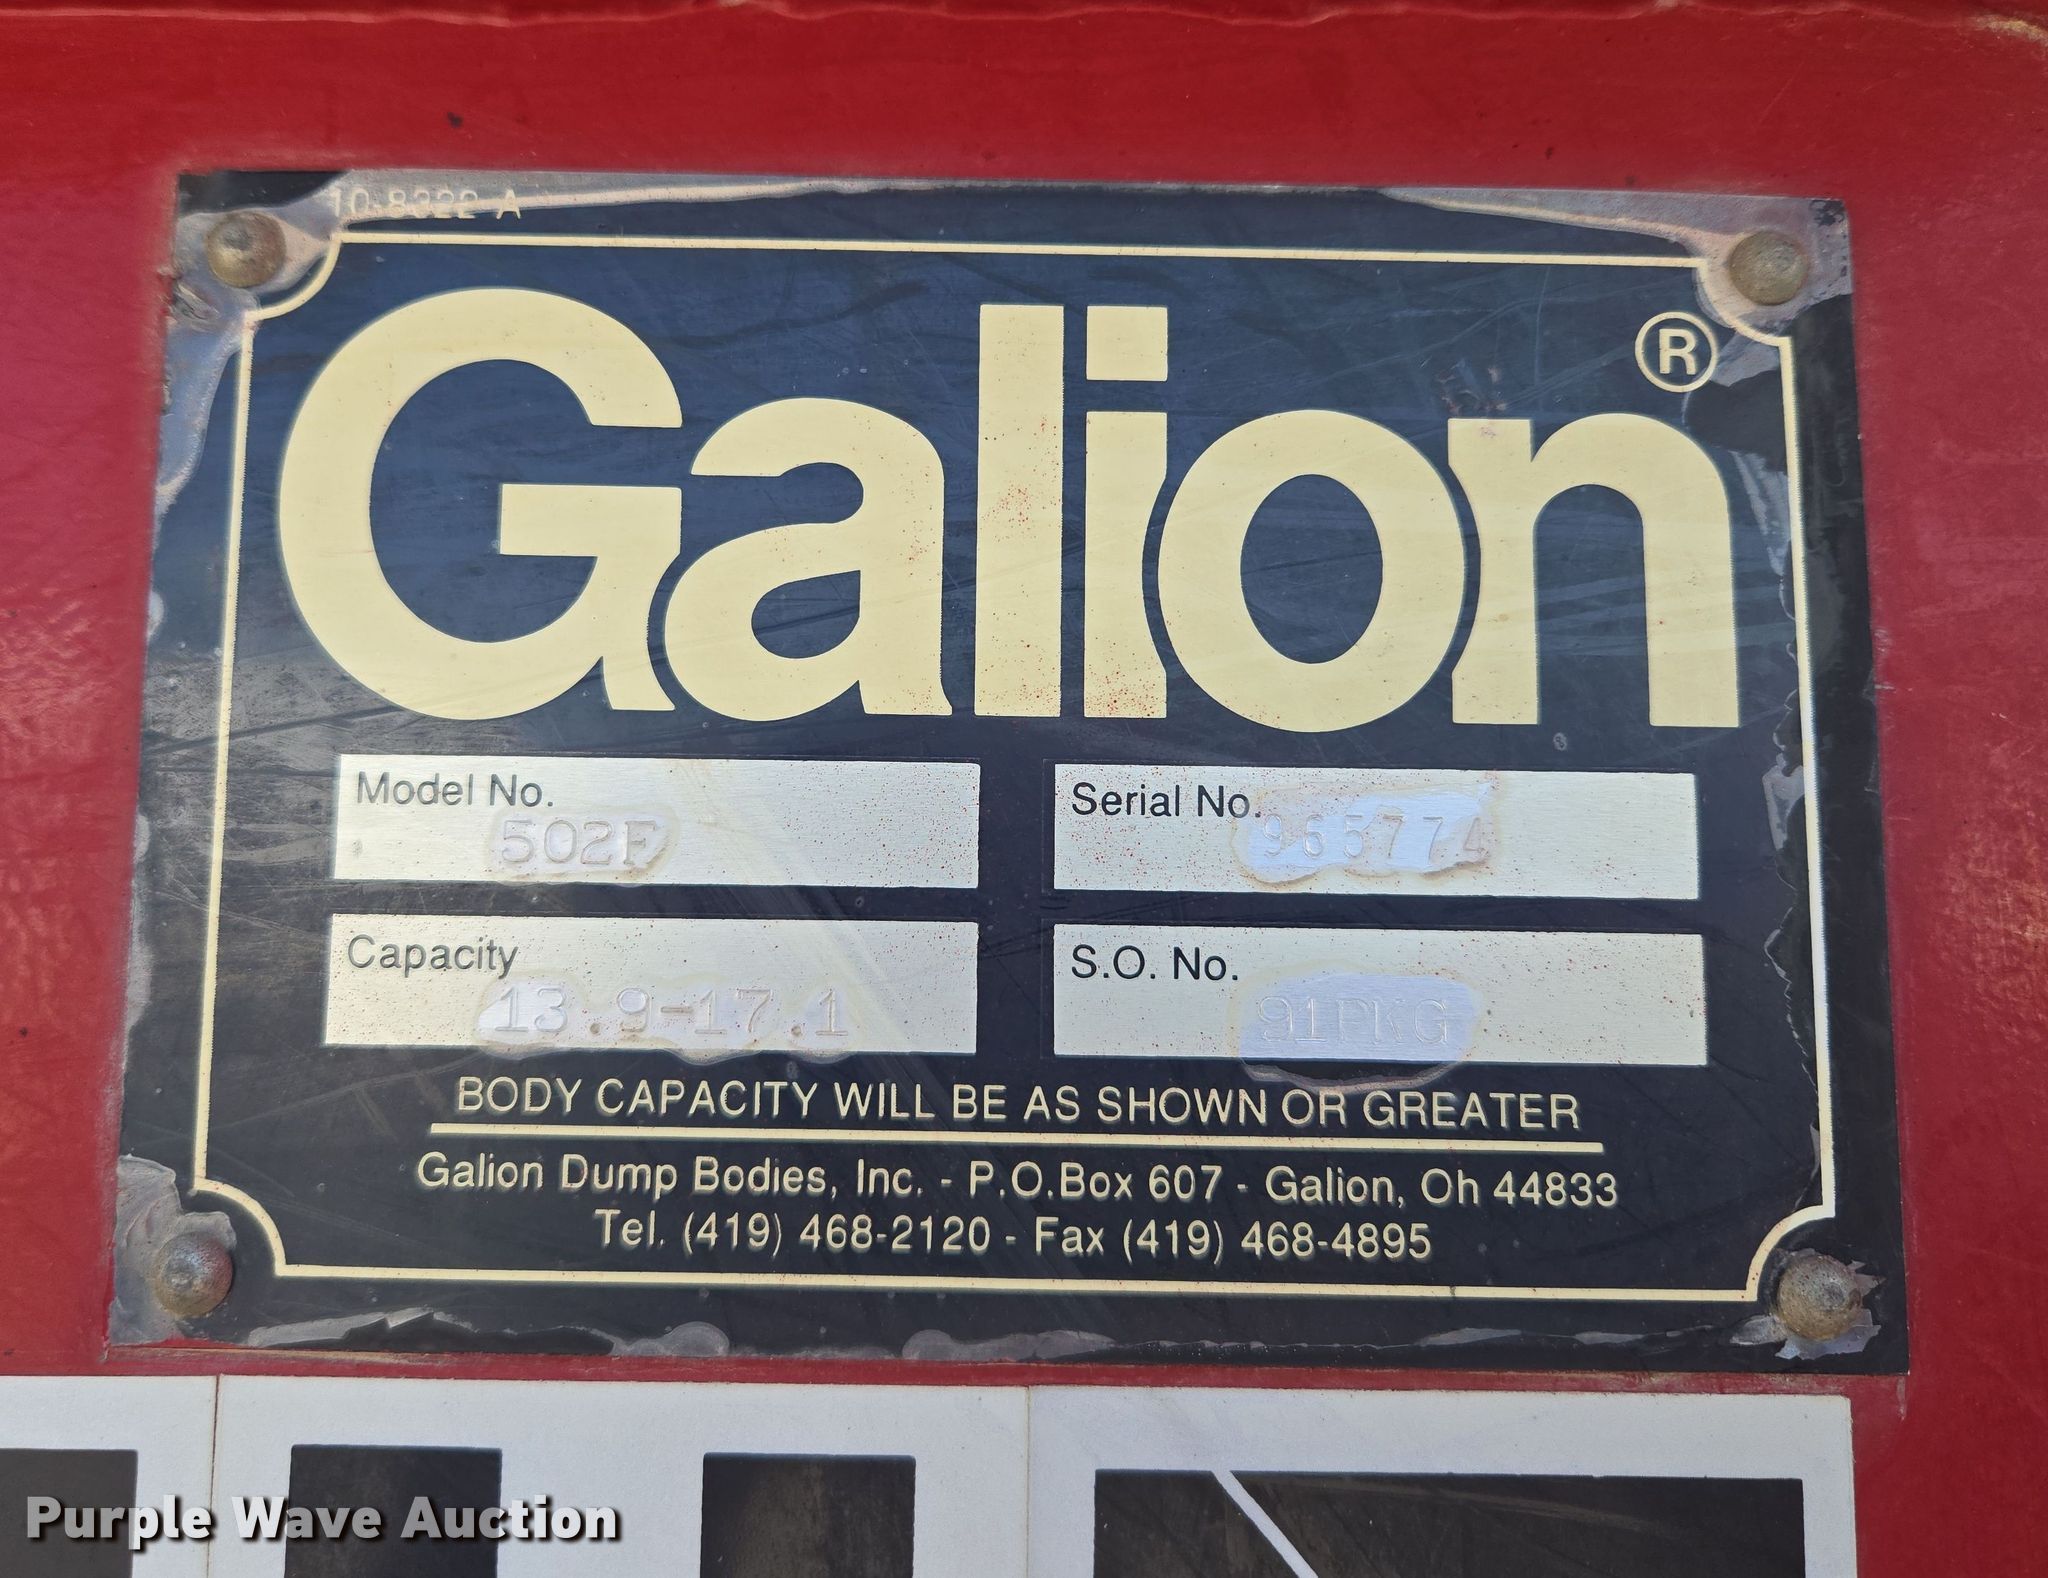 10-8322-A
Galion ®
Model No.
502F
Serial No.
965774
Capacity
13.9-17.1
S.O. No.
91PKG
BODY CAPACITY WILL BE AS SHOWN OR GREATER
Galion Dump Bodies, Inc. - P.O.Box 607 - Galion, Oh 44833
Tel. (419) 468-2120 - Fax (419) 468-4895
Purple Wave Auction